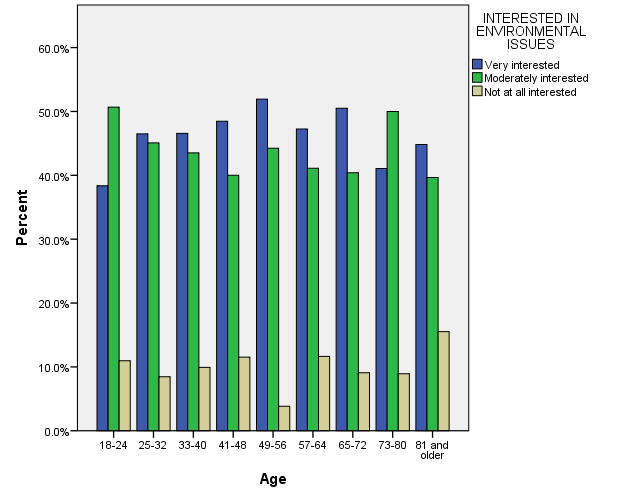 INTERESTED IN
ENVIRONMENTAL
ISSUES
Very interested
Moderately interested
Not at all interested
60.0%
50.0%
40.0%
30.0%
20.0%
10.0%
0.0%
Percent
18-24 25-32 33-40 41-48 49-56 57-64 65-72 73-80 81 and
older
Age